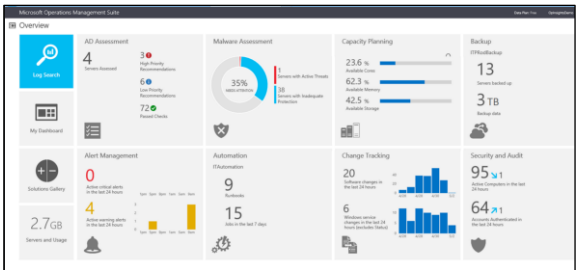 Microsoft Operations Management Suite
Overview
Log Search
My Dashboard
Solutions Gallery
2.7GB
Servers and Usage
AD Assessment
4
Servers Assessed
3
High Priority
Recommendations
6
Low Priority
Recommendations
72
Passed Checks
Malware Assessment
35%
1
Servers with Active Threats
38
Servers with Inadequate
Protection
Capacity Planning
23.6 %
Available Cores
62.3 %
Available Memory
42.5 %
Available Storage
Backup
13
Servers backed up
3 TB
Backup data
Alert Management
0
Active critical alerts
in the last 24 hours
4
Active warning alerts
in the last 24 hours
Automation
ITAutomation
9
Runbooks
15
Jobs in the last 7 days
Change Tracking
20
Software changes in
the last 24 hours
6
Windows service
changes in the last 24
hours (excludes Status)
Security and Audit
95 1
Active Computers in the last
24 hours
64 1
Accounts Authenticated in
the last 24 hours